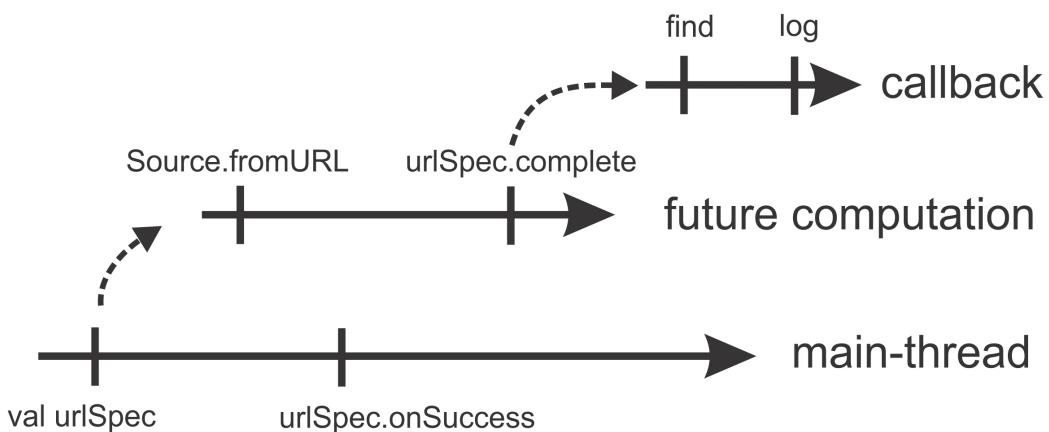 find log
callback
Source.fromURL urlSpec.complete
future computation
main-thread
val urlSpec urlSpec.onSuccess